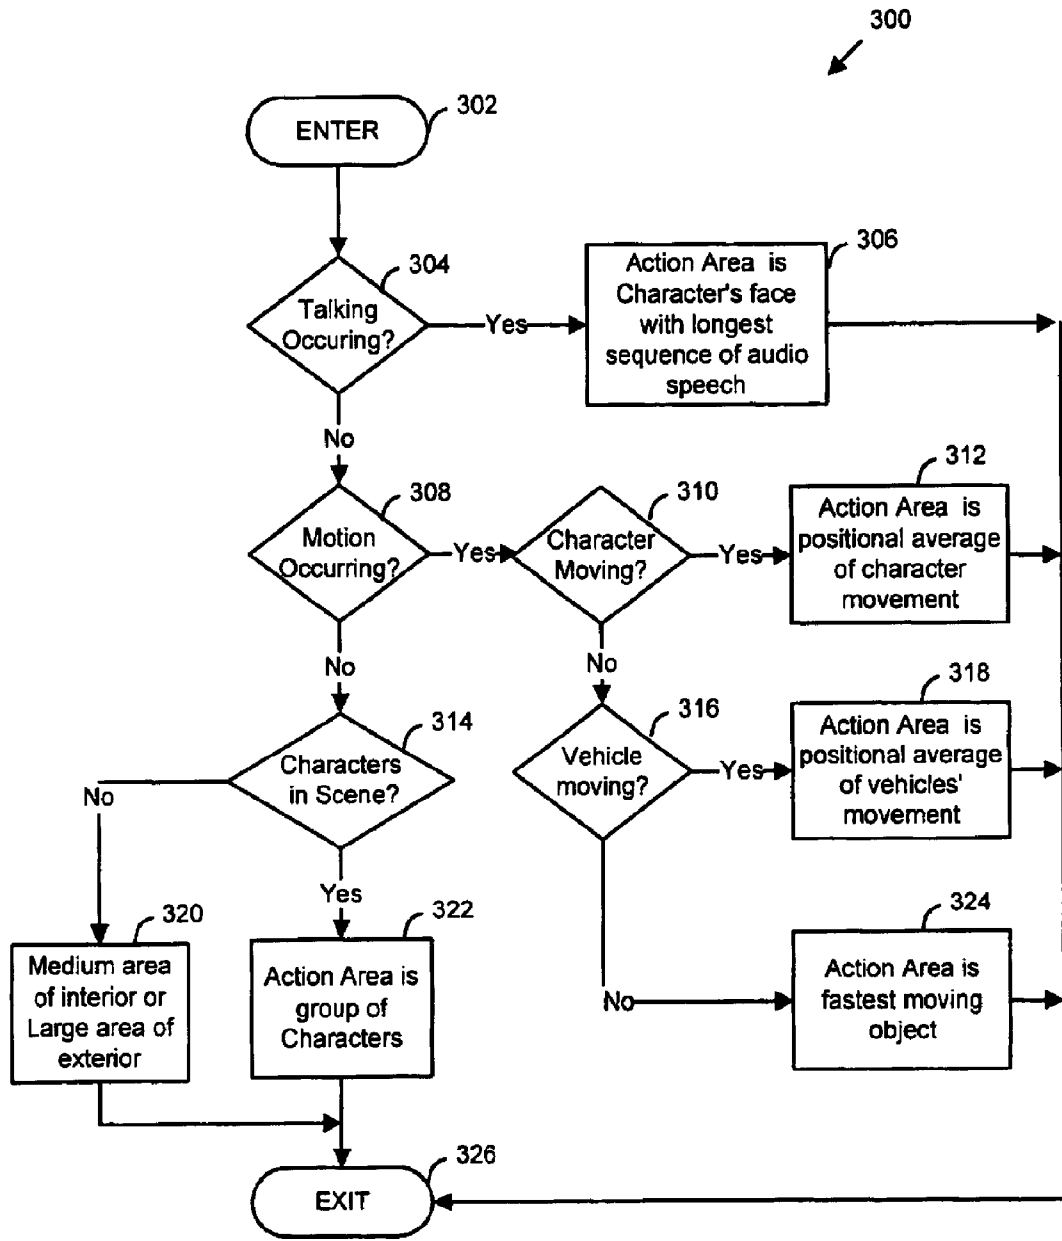 300
ENTER
302
Talking
Occuring?
304
Yes
Action Area is
Character's face
with longest
sequence of audio
speech
306
No
Motion
Occurring?
308
Yes
Character
Moving?
310
Yes
Action Area is
positional average
of character
movement
312
No
No
Characters
in Scene?
314
Vehicle
moving?
316
Yes
Action Area is
positional average
of vehicles'
movement
318
No
Yes
Medium area
of interior or
Large area of
exterior
320
Action Area is
group of
Characters
322
No
Action Area is
fastest moving
object
324
EXIT
326